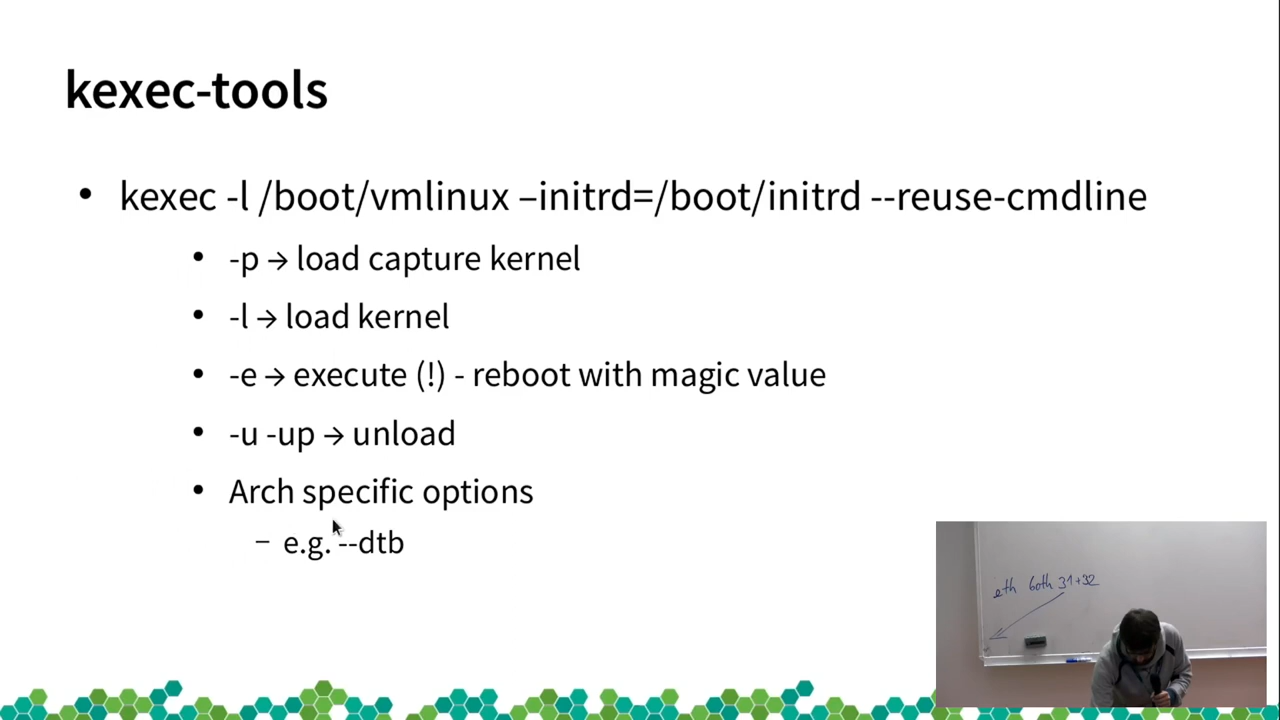 kexec-tools
• kexec -l /boot/vmlinux –initrd=/boot/initrd --reuse-cmdline
• -p → load capture kernel
• -l → load kernel
• -e → execute (!) - reboot with magic value
• -u -up → unload
• Arch specific options
– e.g. --dtb
eth both 31+32